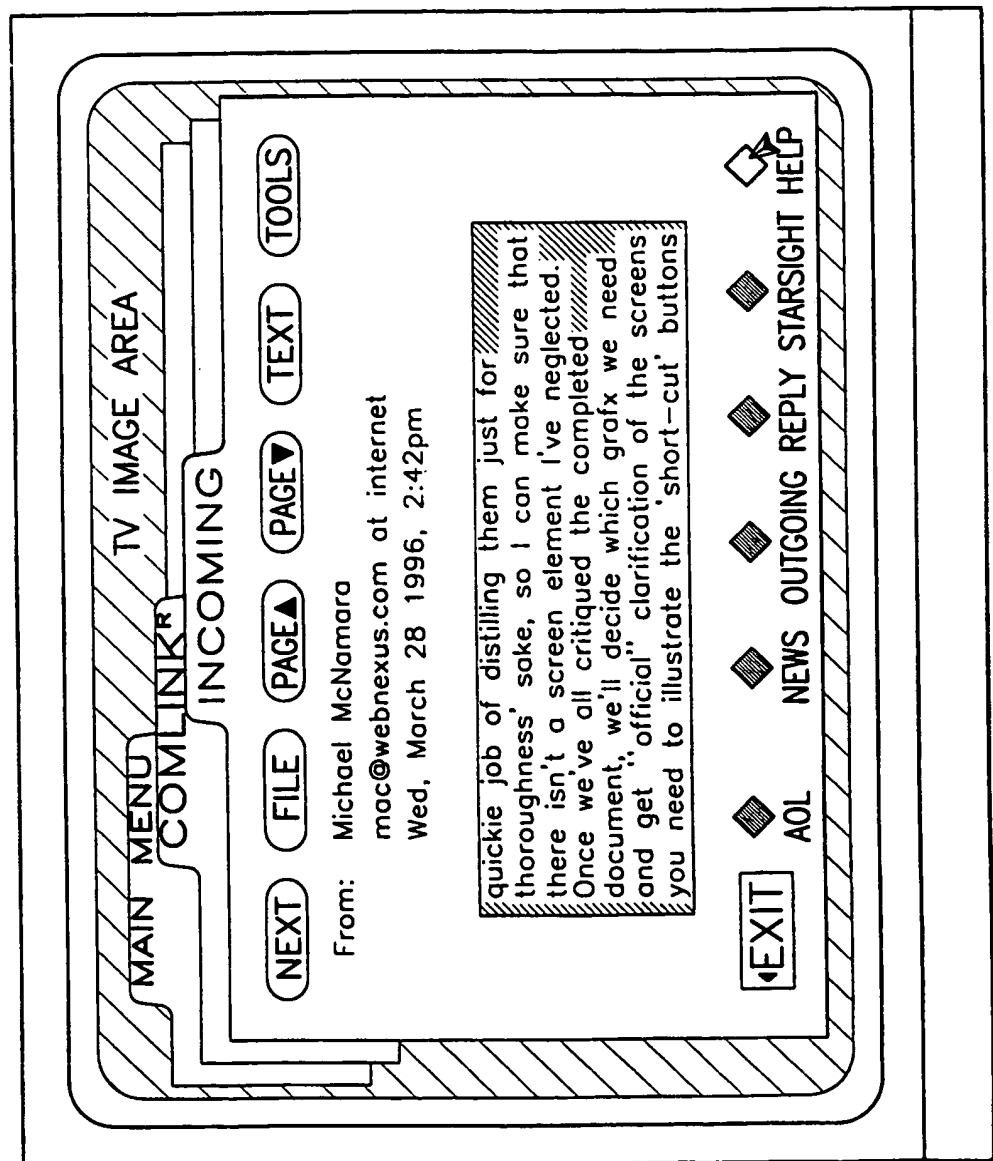 TV IMAGE AREA
MAIN MENU
COMLINK R
INCOMING
NEXT FILE PAGE▲ PAGE▼ TEXT TOOLS
From: Michael McNamara
mac@webnexus.com at internet
Wed, March 28 1996, 2:42pm
quickie job of distilling them just for
thoroughness' sake, so I can make sure that
there isn't a screen element I've neglected.
Once we've all critiqued the completed
document, we'll decide which grafx we need
and get "official" clarification of the screens
you need to illustrate the 'short-cut' buttons
◂EXIT AOL NEWS OUTGOING REPLY STARSIGHT HELP